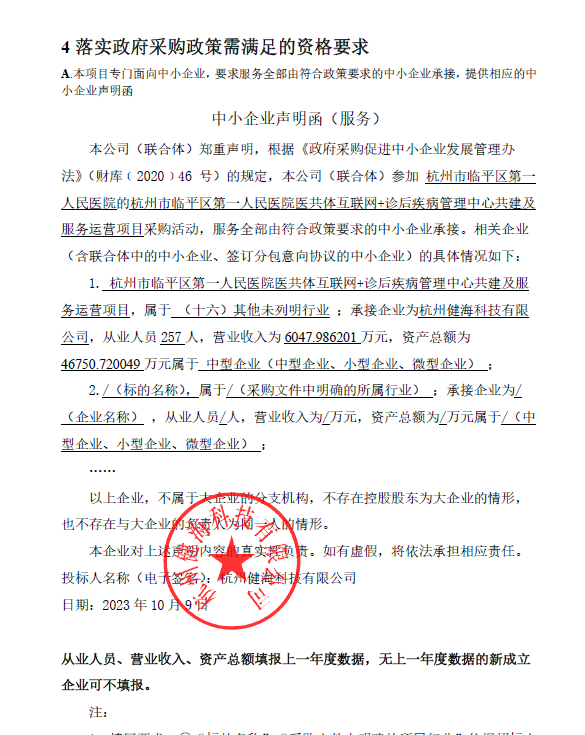 4 落实政府采购政策需满足的资格要求
A.本项目专门面向中小企业，要求服务全部由符合政策要求的中小企业承接，提供相应的中
小企业声明函
中小企业声明函（服务）
本公司（联合体）郑重声明，根据《政府采购促进中小企业发展管理办
法》（财库﹝2020﹞46 号）的规定，本公司（联合体）参加 杭州市临平区第一
人民医院的杭州市临平区第一人民医院医共体互联网+诊后疾病管理中心共建及
服务运营项目采购活动，服务全部由符合政策要求的中小企业承接。相关企业
（含联合体中的中小企业、签订分包意向协议的中小企业）的具体情况如下：
1. 杭州市临平区第一人民医院医共体互联网+诊后疾病管理中心共建及服
务运营项目，属于 （十六）其他未列明行业 ；承接企业为杭州健海科技有限
公司，从业人员 257 人，营业收入为 6047.986201 万元，资产总额为
46750.720049 万元属于 中型企业（中型企业、小型企业、微型企业） ；
2. /（标的名称），属于/（采购文件中明确的所属行业） ；承接企业为/
（企业名称） ，从业人员/人，营业收入为/万元，资产总额为/万元属于/（中
型企业、小型企业、微型企业） ；
……
以上企业，不属于大企业的分支机构，不存在控股股东为大企业的情形，
也不存在与大企业的负责人为同一人的情形。
本企业对上述声明内容的真实性负责。如有虚假，将依法承担相应责任。
投标人名称（电子签名）：杭州健海科技有限公司
日期：2023 年 10 月 9 日
杭州健海科技有限公司
从业人员、营业收入、资产总额填报上一年度数据，无上一年度数据的新成立
企业可不填报。
注：